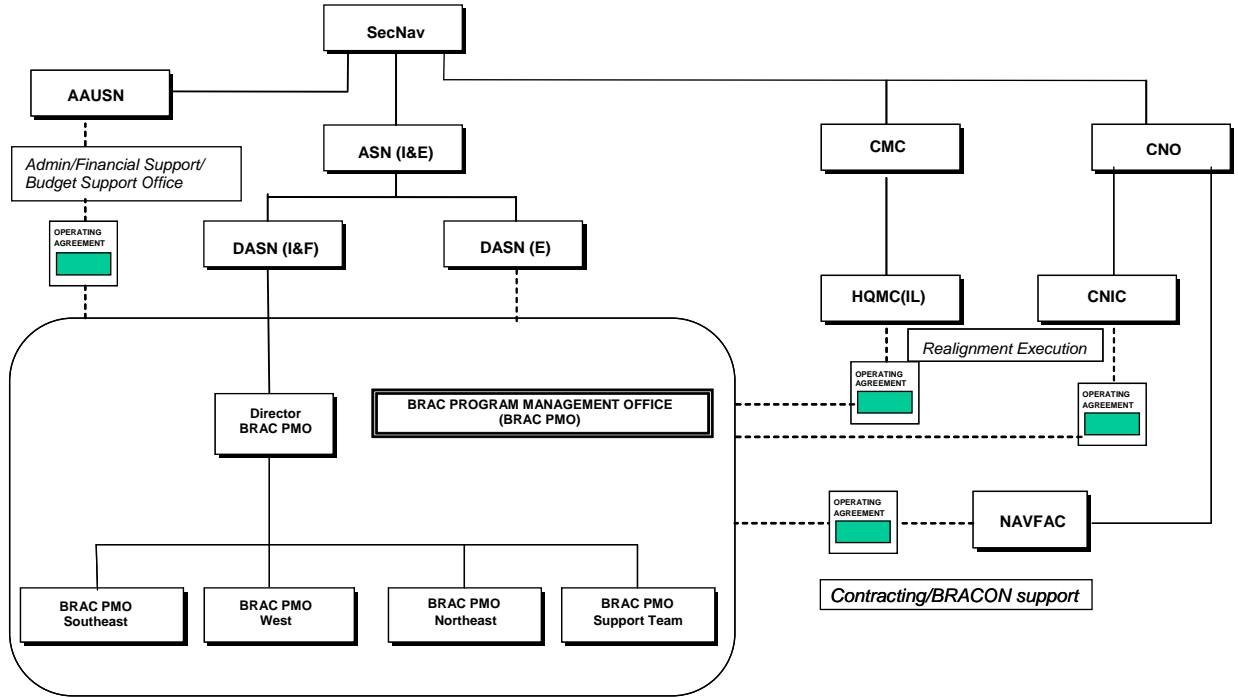 SecNav
AAUSN
ASN (I&E)
CMC
CNO
Admin/Financial Support/
Budget Support Office
OPERATING
AGREEMENT
DASN (I&F)
DASN (E)
HQMC(IL)
CNIC
Realignment Execution
OPERATING
AGREEMENT
OPERATING
AGREEMENT
Director
BRAC PMO
BRAC PROGRAM MANAGEMENT OFFICE
(BRAC PMO)
OPERATING
AGREEMENT
NAVFAC
Contracting/BRACON support
BRAC PMO
Southeast
BRAC PMO
West
BRAC PMO
Northeast
BRAC PMO
Support Team